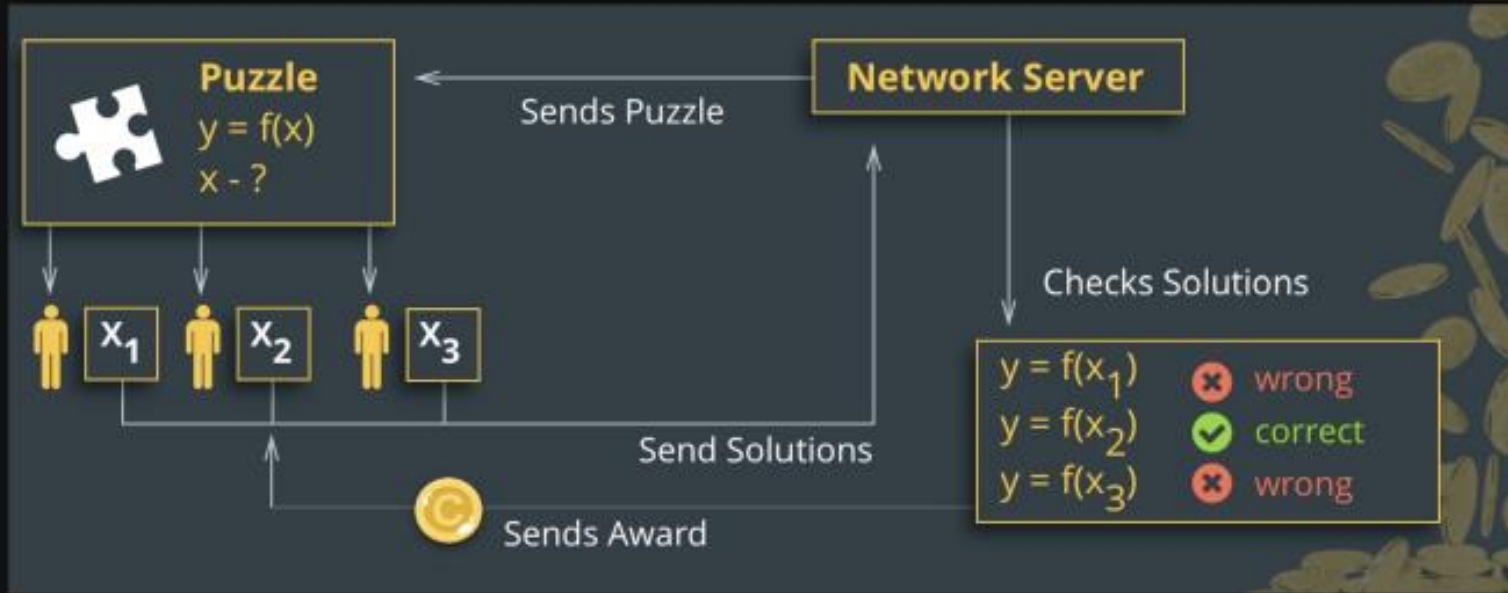 Puzzle
y = f(x)
x - ?
Sends Puzzle
Network Server
Checks Solutions
X₁
X₂
X₃
Send Solutions
y = f(x₁) wrong
y = f(x₂) correct
y = f(x₃) wrong
C
Sends Award